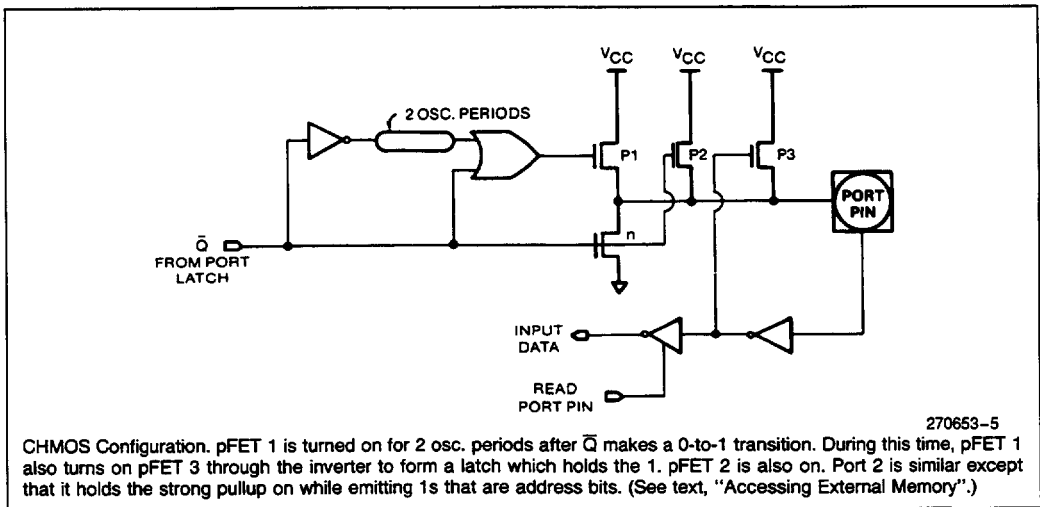 VCC VCC VCC
2 OSC. PERIODS
P1 P2 P3
PORT
PIN
n
Q̄
FROM PORT
LATCH
INPUT
DATA
READ
PORT PIN
270653–5
CHMOS Configuration. pFET 1 is turned on for 2 osc. periods after Q̄ makes a 0-to-1 transition. During this time, pFET 1
also turns on pFET 3 through the inverter to form a latch which holds the 1. pFET 2 is also on. Port 2 is similar except
that it holds the strong pullup on while emitting 1s that are address bits. (See text, "Accessing External Memory".)